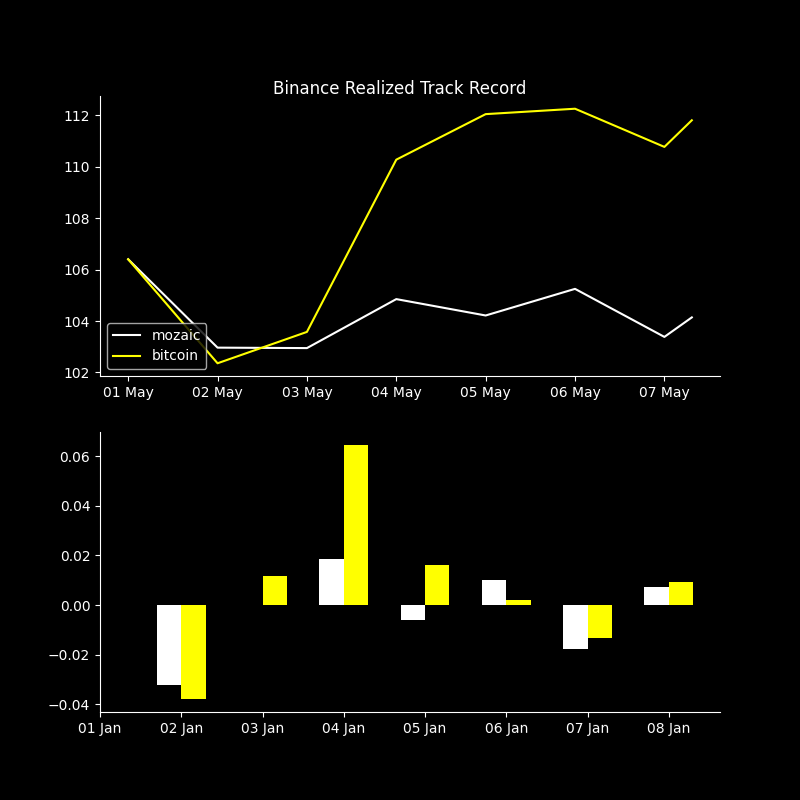 Binance Realized Track Record
112
110
108
106
104
102
mozaic
bitcoin
01 May 02 May 03 May 04 May 05 May 06 May 07 May
0.06
0.04
0.02
0.00
−0.02
−0.04
01 Jan 02 Jan 03 Jan 04 Jan 05 Jan 06 Jan 07 Jan 08 Jan